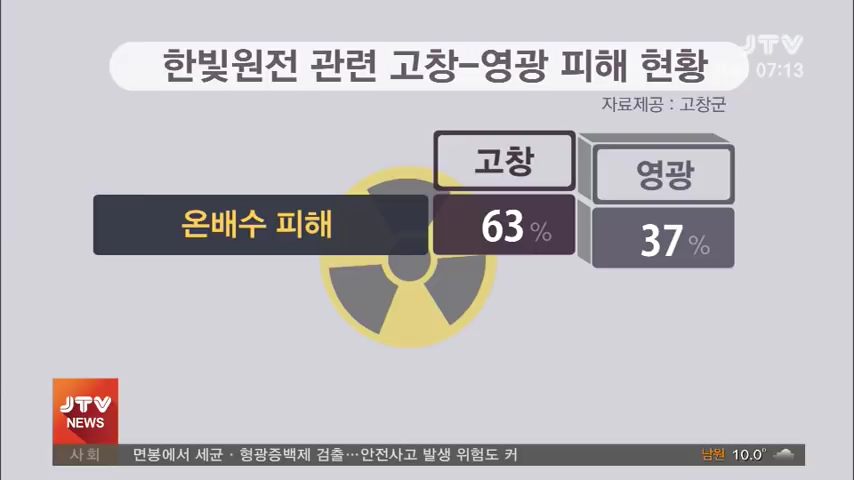 JTV
한빛원전 관련 고창-영광 피해 현황
07:13
자료제공 : 고창군
고창
영광
온배수 피해
63 %
37 %
JTV
NEWS
사회
면봉에서 세균·형광증백제 검출…안전사고 발생 위험도 커
남원 10.0°